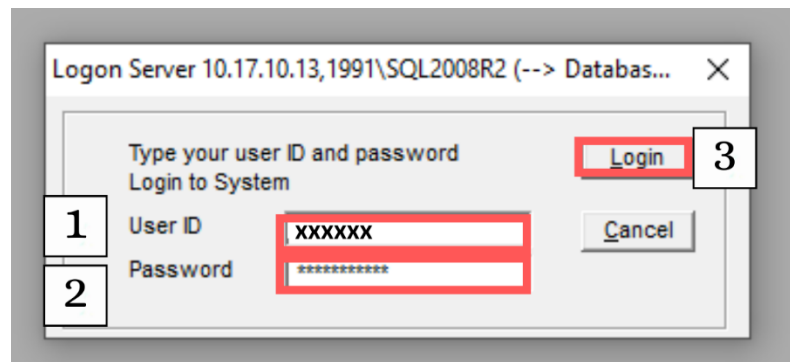 Logon Server 10.17.10.13,1991\SQL2008R2 (--> Databas...
Type your user ID and password
Login to System
Login
3
1
User ID
XXXXXX
Cancel
2
Password
***********